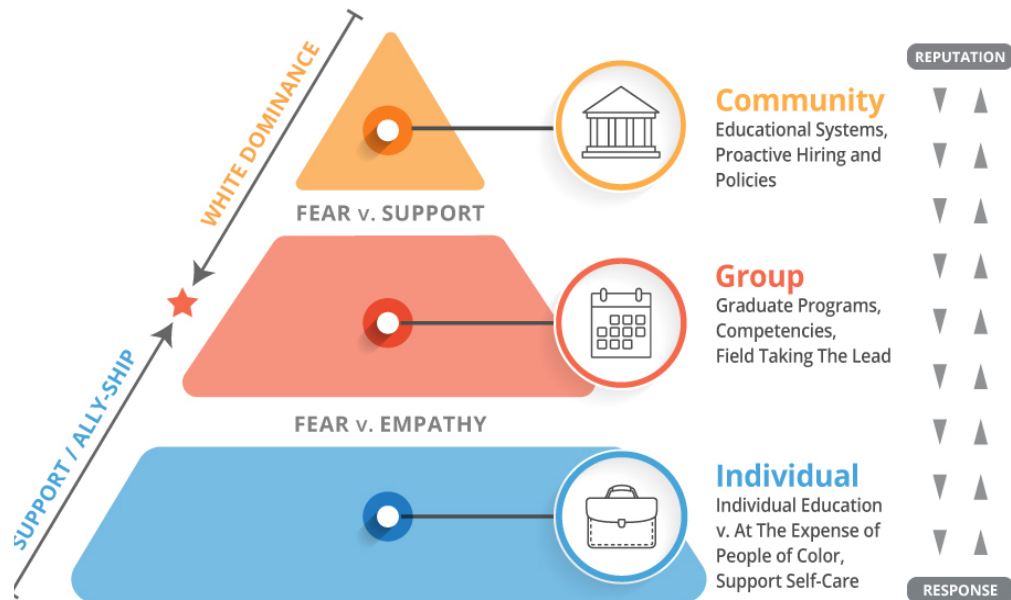 WHITE DOMINANCE
SUPPORT / ALLY-SHIP
FEAR v. SUPPORT
FEAR v. EMPATHY
Community
Educational Systems,
Proactive Hiring and
Policies
Group
Graduate Programs,
Competencies,
Field Taking The Lead
Individual
Individual Education
v. At The Expense of
People of Color,
Support Self-Care
REPUTATION
RESPONSE